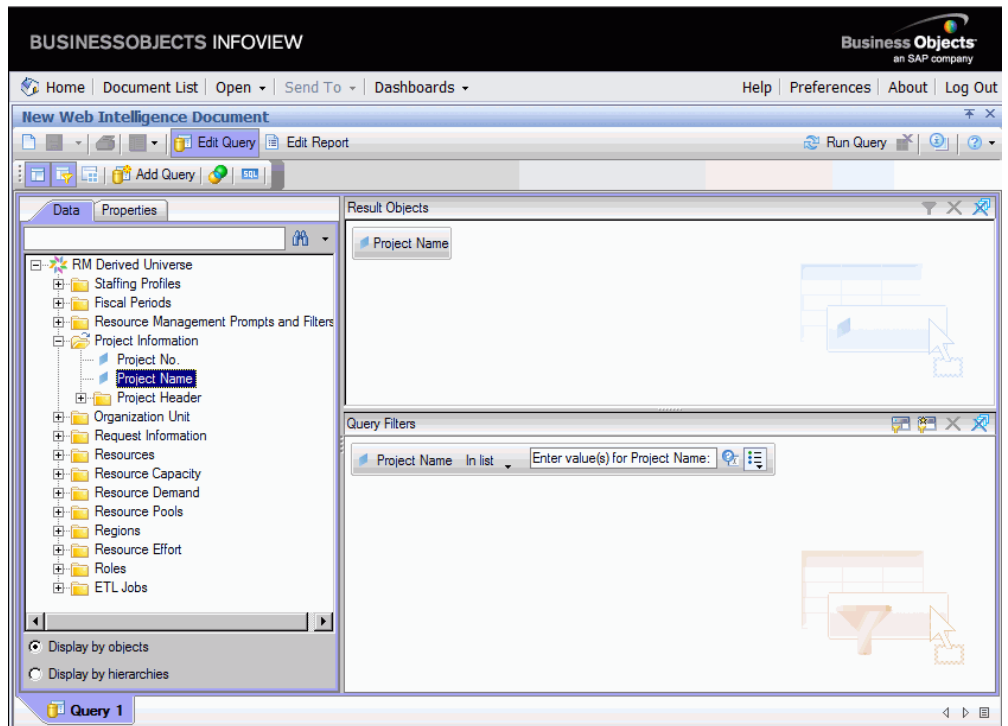 BUSINESSOBJECTS INFOVIEW
Business Objects
an SAP company
Home Document List Open Send To Dashboards Help Preferences About Log Out
New Web Intelligence Document
Edit Query Edit Report Run Query
Add Query SQL
Data Properties
Result Objects
Project Name
RM Derived Universe
Staffing Profiles
Fiscal Periods
Resource Management Prompts and Filters
Project Information
Project No.
Project Name
Project Header
Organization Unit
Request Information
Resources
Resource Capacity
Resource Demand
Resource Pools
Regions
Resource Effort
Roles
ETL Jobs
Query Filters
Project Name In list Enter value(s) for Project Name:
Display by objects
Display by hierarchies
Query 1